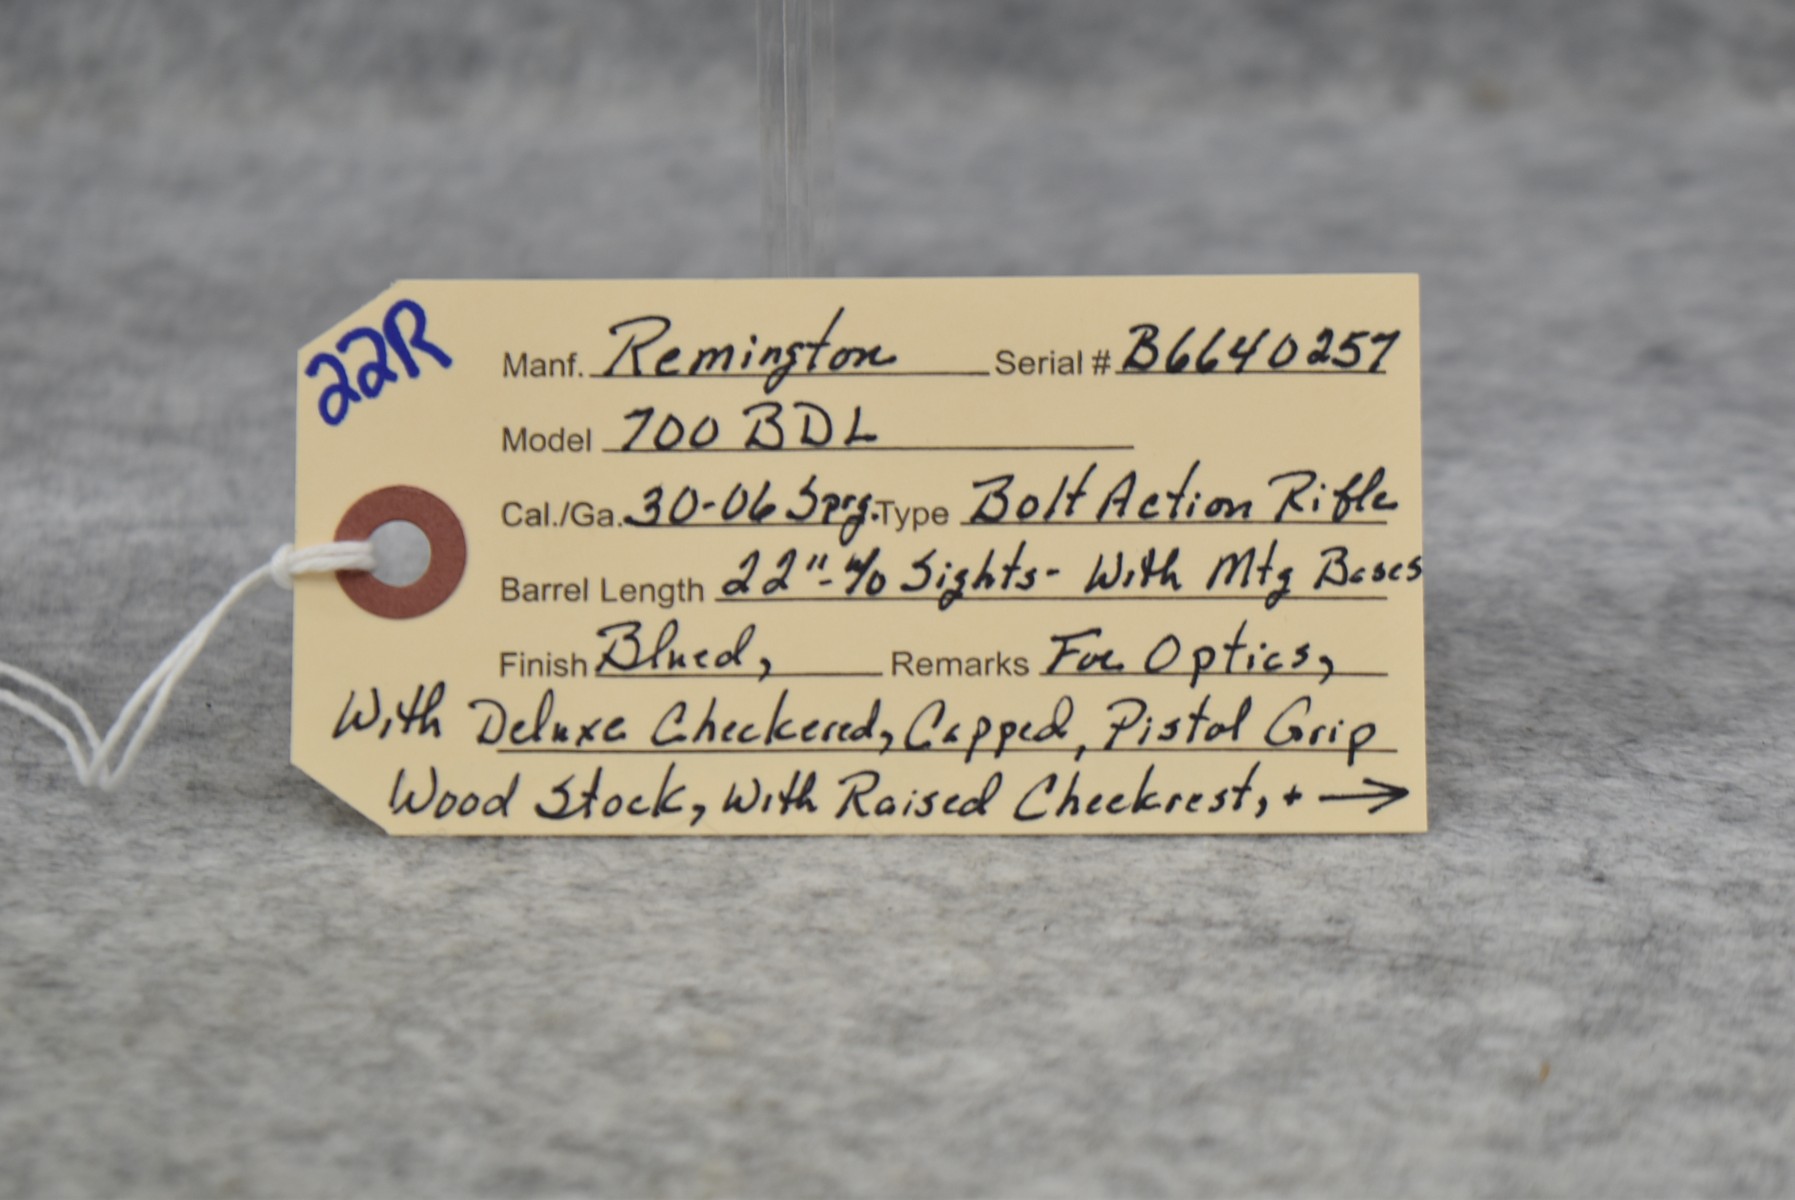 22R
Manf. Remington Serial # B6640257
Model 700 BDL
Cal./Ga. 30-06 Sprg. Type Bolt Action Rifle
Barrel Length 22"- w/o Sights - With Mtg Bases
Finish Blued, Remarks For Optics,
With Deluxe Checkered, Capped, Pistol Grip
Wood Stock, With Raised Cheekrest, + →